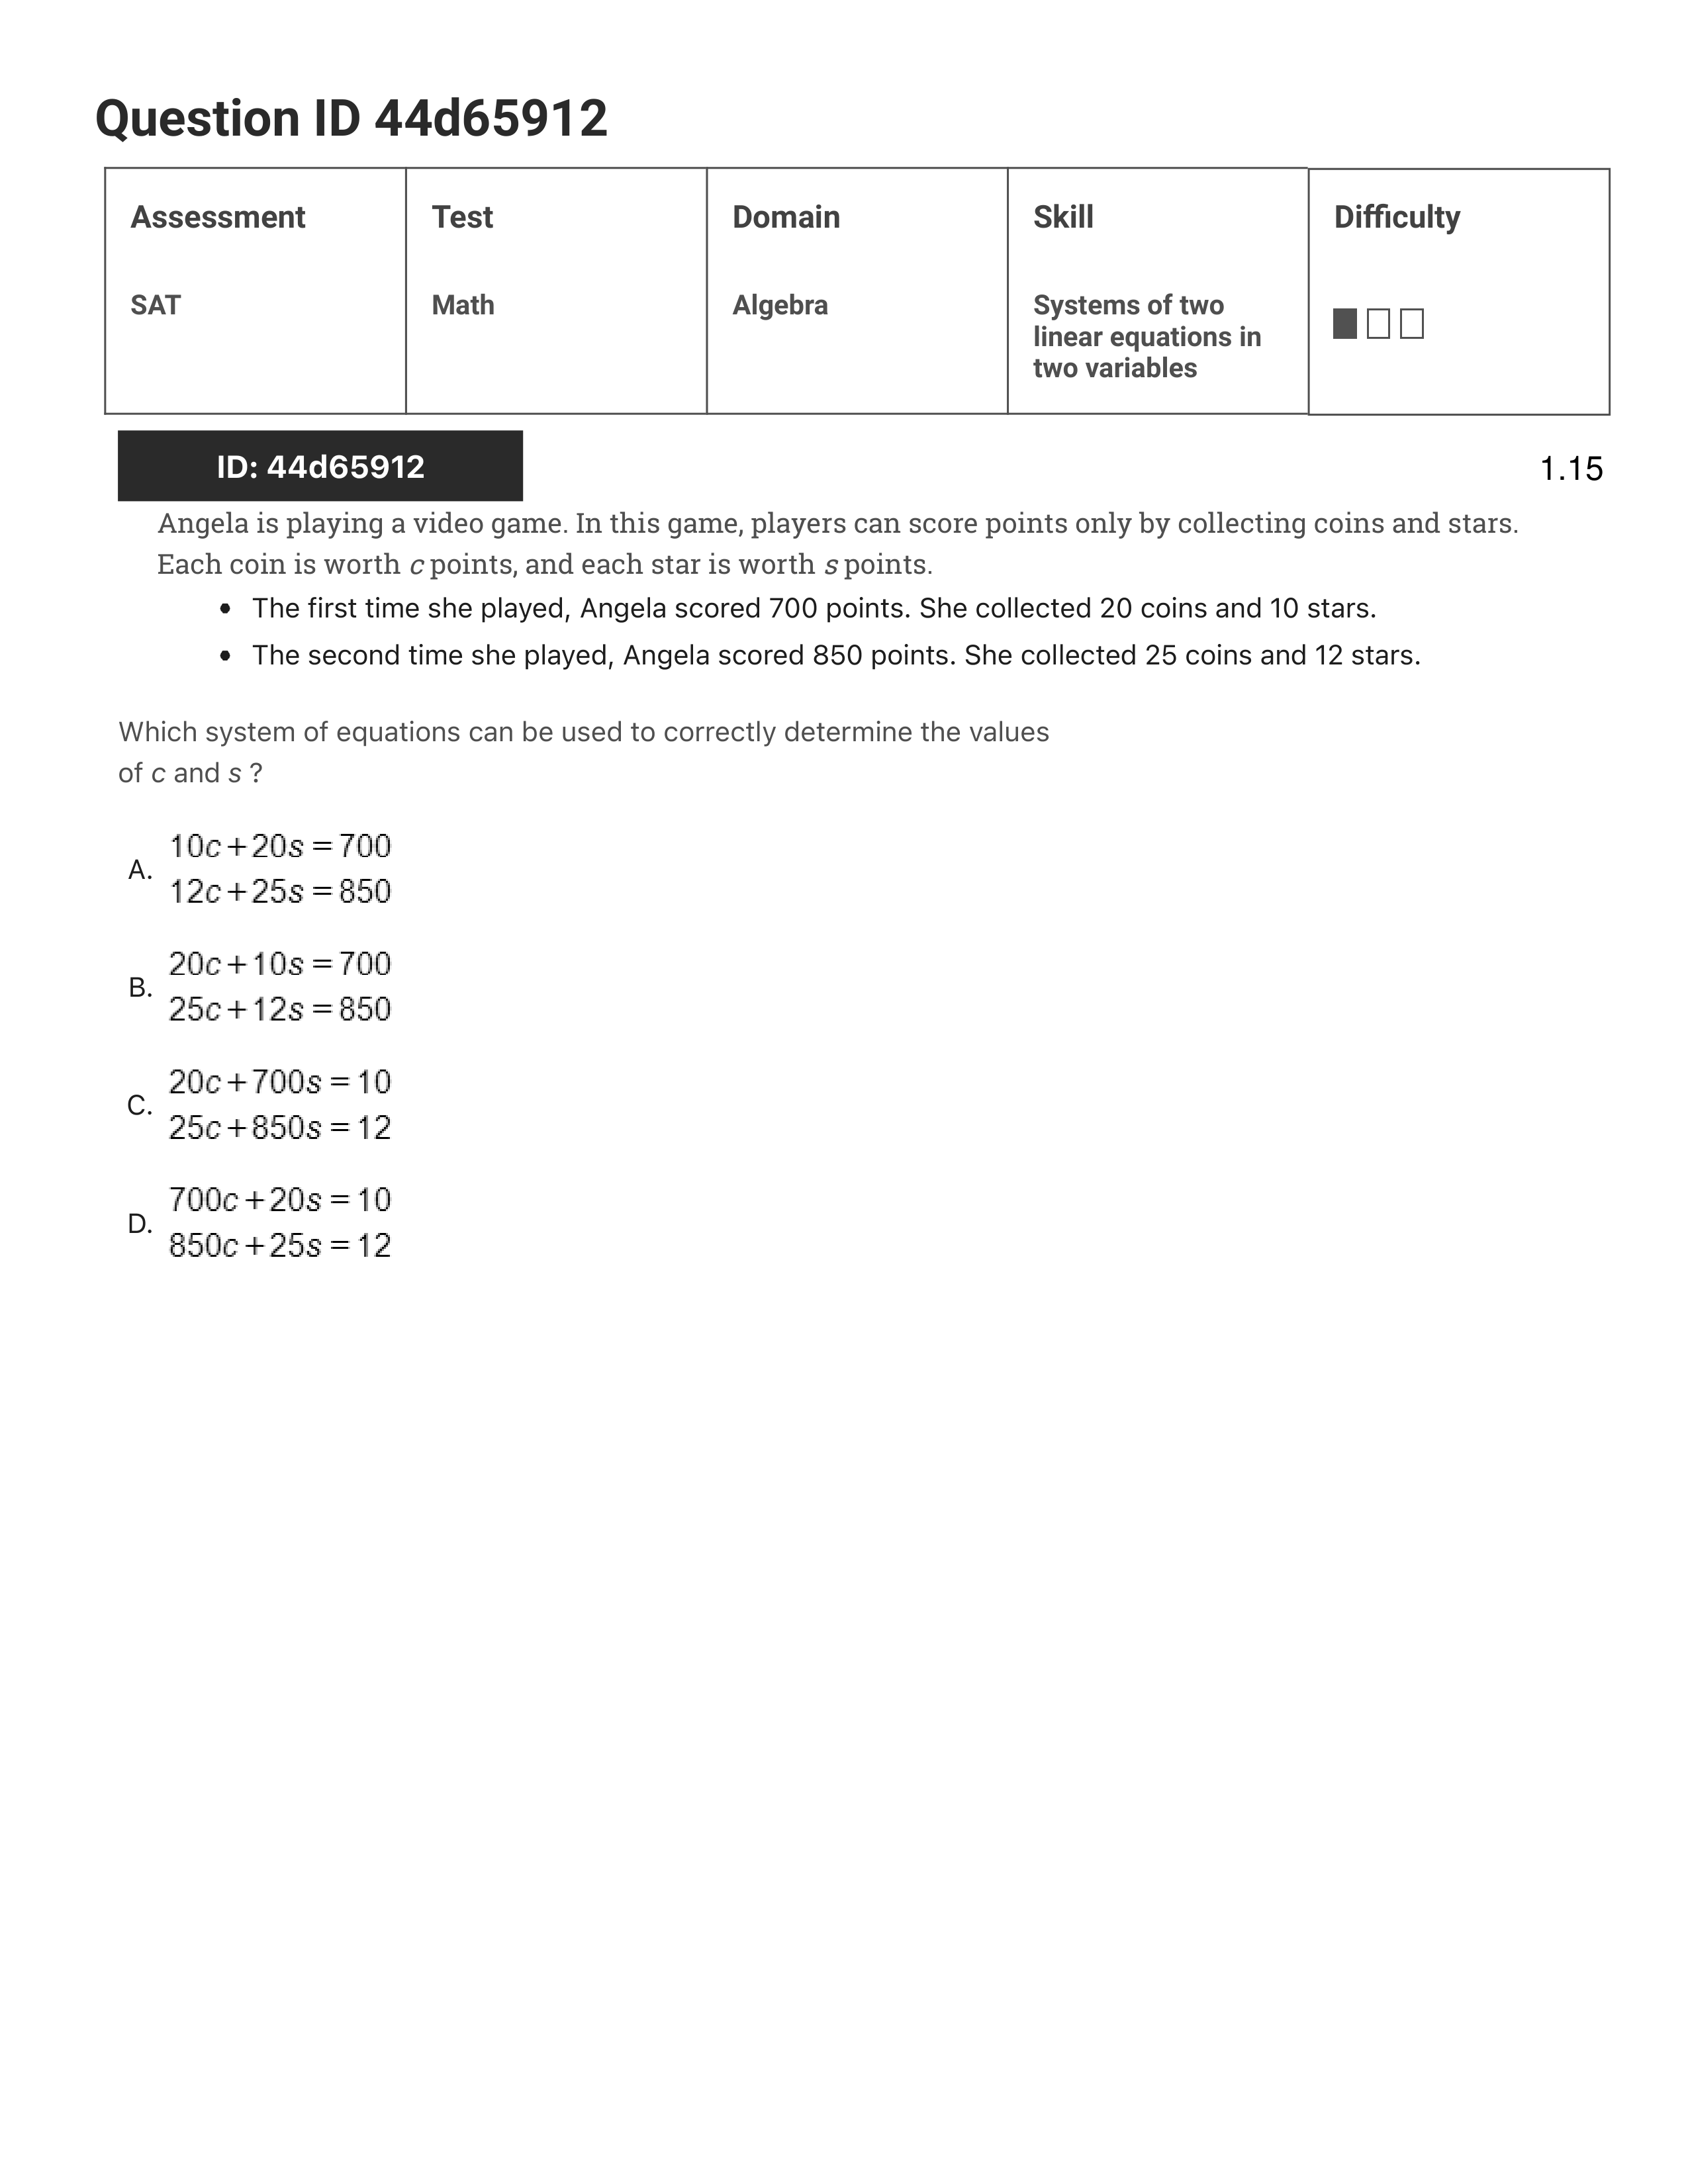 Question ID 44d65912
Assessment
Test
Domain
Skill
Difficulty
SAT
Math
Algebra
Systems of two
linear equations in
two variables
ID: 44d65912
1.15
Angela is playing a video game. In this game, players can score points only by collecting coins and stars.
Each coin is worth c points, and each star is worth s points.
• The first time she played, Angela scored 700 points. She collected 20 coins and 10 stars.
• The second time she played, Angela scored 850 points. She collected 25 coins and 12 stars.
Which system of equations can be used to correctly determine the values
of c and s ?
A.
10c+20s=700
12c+25s=850
B.
20c+10s=700
25c+12s=850
C.
20c+700s=10
25c+850s=12
D.
700c+20s=10
850c+25s=12